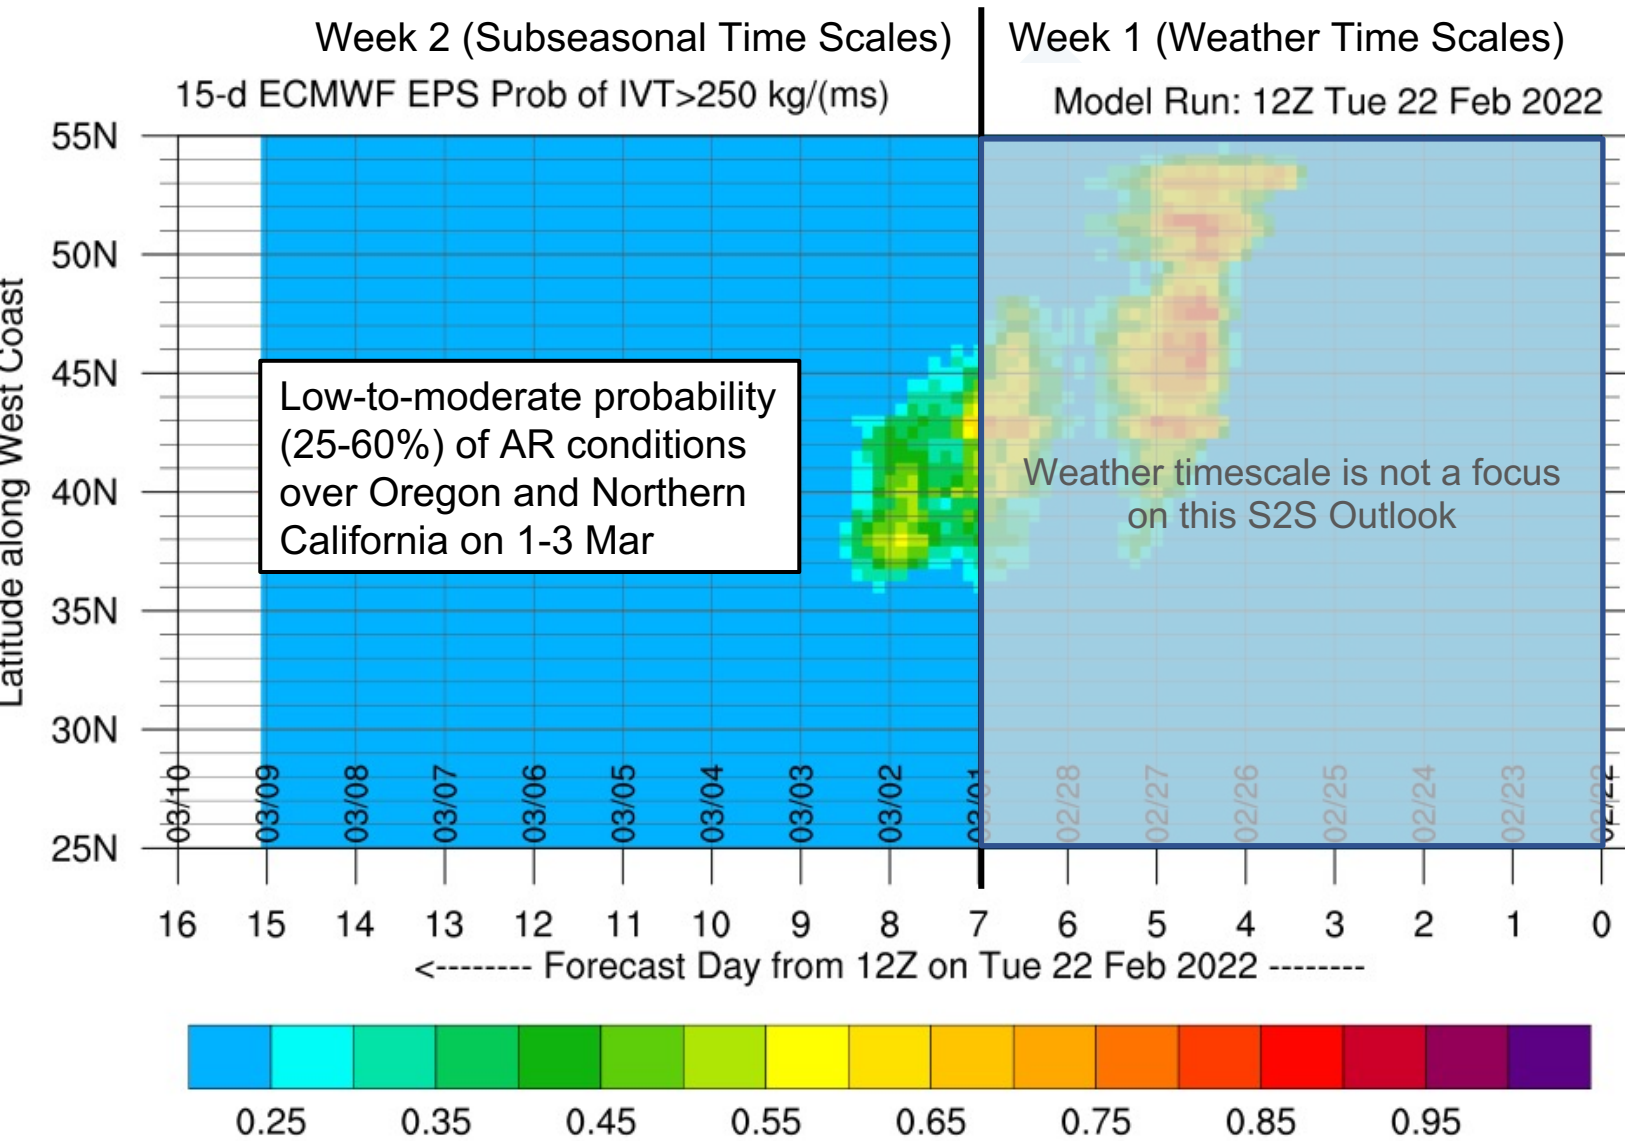 Week 2 (Subseasonal Time Scales)
Week 1 (Weather Time Scales)
15-d ECMWF EPS Prob of IVT>250 kg/(ms)
Model Run: 12Z Tue 22 Feb 2022
Latitude along West Coast
55N
50N
45N
40N
35N
30N
25N
Low-to-moderate probability
(25-60%) of AR conditions
over Oregon and Northern
California on 1-3 Mar
Weather timescale is not a focus
on this S2S Outlook
03/10
03/09
03/08
03/07
03/06
03/05
03/04
03/03
03/02
03/01
02/28
02/27
02/26
02/25
02/24
02/23
02/22
16 15 14 13 12 11 10 9 8 7 6 5 4 3 2 1 0
<-------- Forecast Day from 12Z on Tue 22 Feb 2022 --------
0.25 0.35 0.45 0.55 0.65 0.75 0.85 0.95